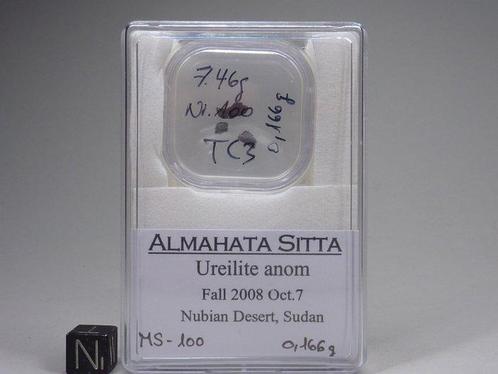 7.46g
Nr. 100
0,166g
TC3
ALMAHATA SITTA
Ureilite anom
Fall 2008 Oct.7
Nubian Desert, Sudan
MS-100 0,166g
N